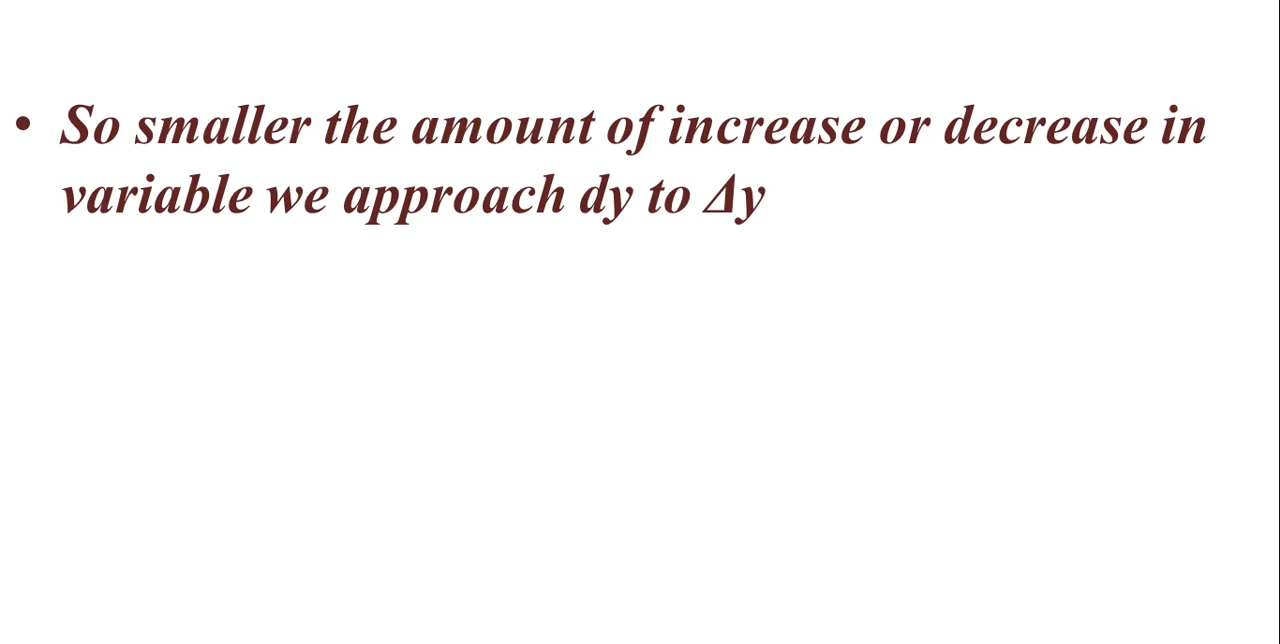 • So smaller the amount of increase or decrease in
variable we approach dy to Δy